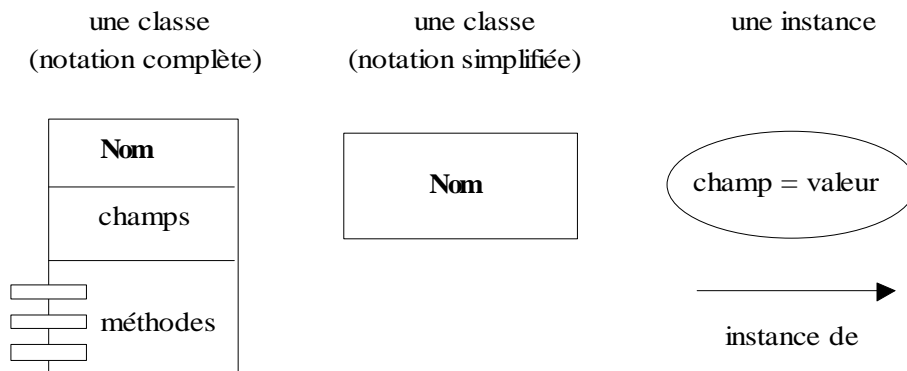 une classe
(notation complète)
une classe
(notation simplifiée)
une instance
Nom
champs
méthodes
Nom
champ = valeur
instance de